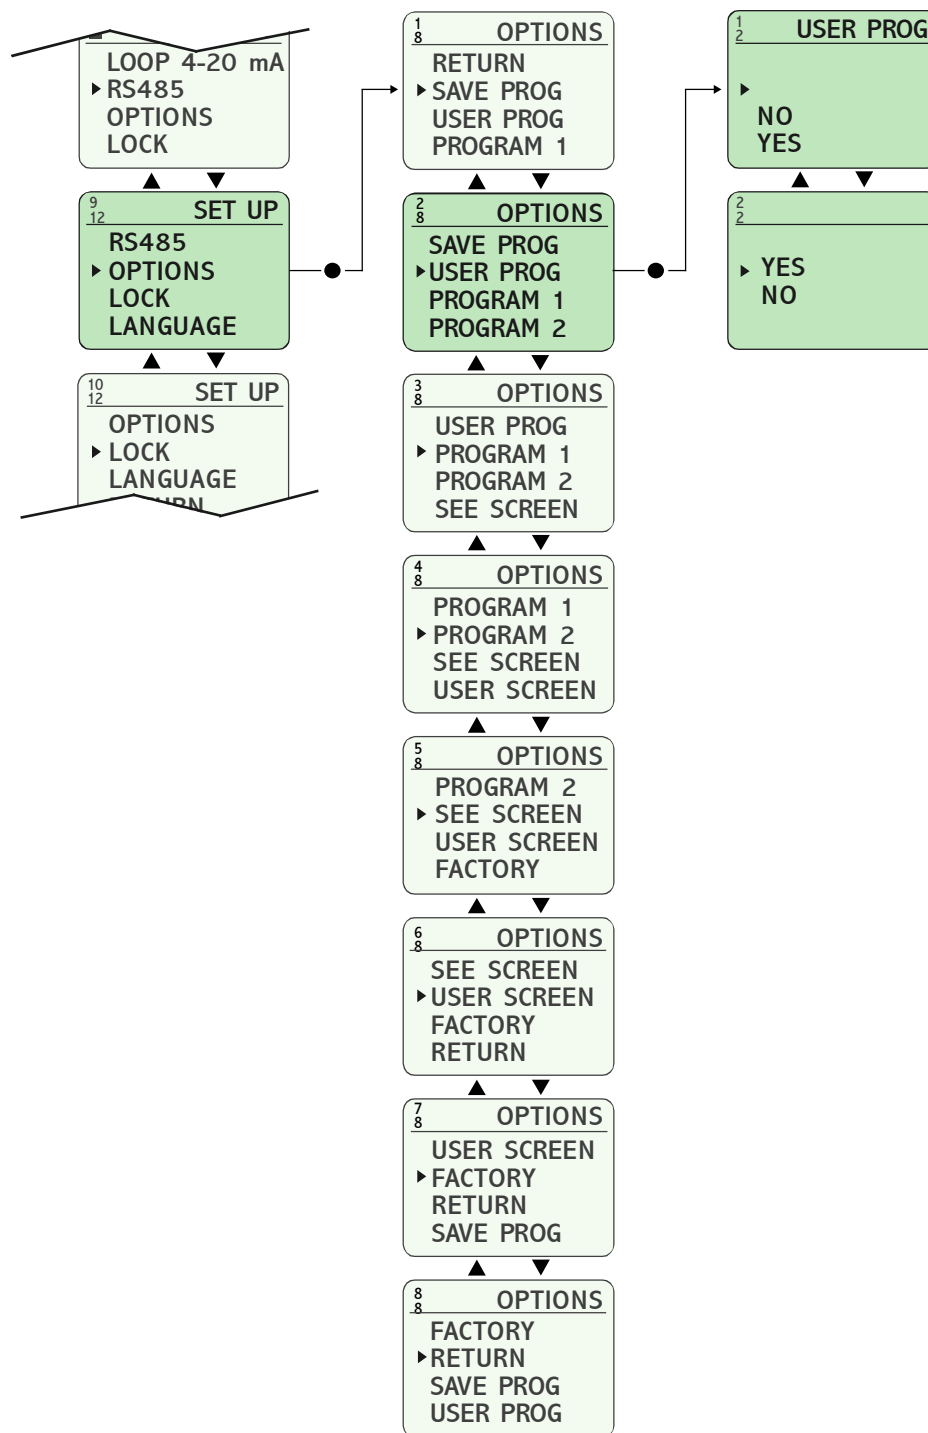 LOOP 4-20 mA
RS485
OPTIONS
LOCK
9
12
SET UP
RS485
OPTIONS
LOCK
LANGUAGE
10
12
SET UP
OPTIONS
LOCK
LANGUAGE
1
8
OPTIONS
RETURN
SAVE PROG
USER PROG
PROGRAM 1
2
8
OPTIONS
SAVE PROG
USER PROG
PROGRAM 1
PROGRAM 2
3
8
OPTIONS
USER PROG
PROGRAM 1
PROGRAM 2
SEE SCREEN
4
8
OPTIONS
PROGRAM 1
PROGRAM 2
SEE SCREEN
USER SCREEN
5
8
OPTIONS
PROGRAM 2
SEE SCREEN
USER SCREEN
FACTORY
6
8
OPTIONS
SEE SCREEN
USER SCREEN
FACTORY
RETURN
7
8
OPTIONS
USER SCREEN
FACTORY
RETURN
SAVE PROG
8
8
OPTIONS
FACTORY
RETURN
SAVE PROG
USER PROG
1
2
USER PROG
NO
YES
2
2
YES
NO